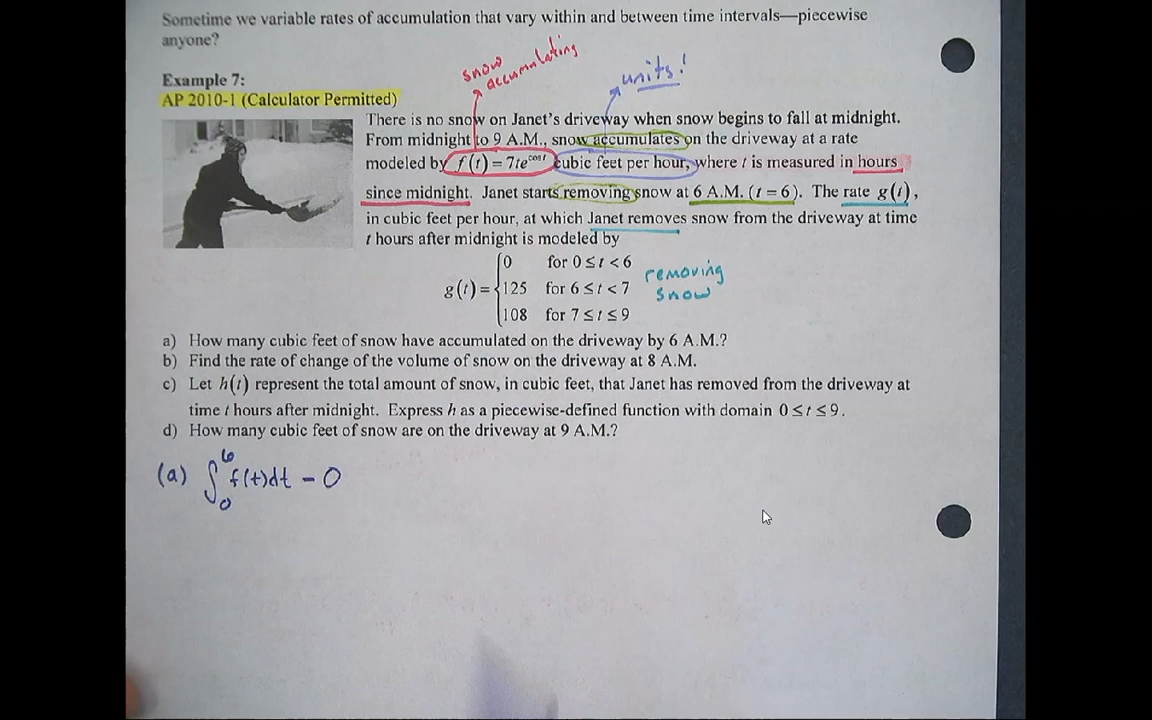 Sometime we variable rates of accumulation that vary within and between time intervals—piecewise
anyone?
snow
accumulating
units!
Example 7:
AP 2010-1 (Calculator Permitted)
There is no snow on Janet's driveway when snow begins to fall at midnight.
From midnight to 9 A.M., snow accumulates on the driveway at a rate
modeled by f(t) = 7te^{cos t} cubic feet per hour, where t is measured in hours
since midnight. Janet starts removing snow at 6 A.M. (t = 6). The rate g(t),
in cubic feet per hour, at which Janet removes snow from the driveway at time
t hours after midnight is modeled by
g(t) = { 0 for 0 ≤ t < 6
125 for 6 ≤ t < 7
108 for 7 ≤ t ≤ 9
removing
snow
a) How many cubic feet of snow have accumulated on the driveway by 6 A.M.?
b) Find the rate of change of the volume of snow on the driveway at 8 A.M.
c) Let h(t) represent the total amount of snow, in cubic feet, that Janet has removed from the driveway at
time t hours after midnight. Express h as a piecewise-defined function with domain 0 ≤ t ≤ 9.
d) How many cubic feet of snow are on the driveway at 9 A.M.?
(a) ∫_0^6 f(t)dt - 0